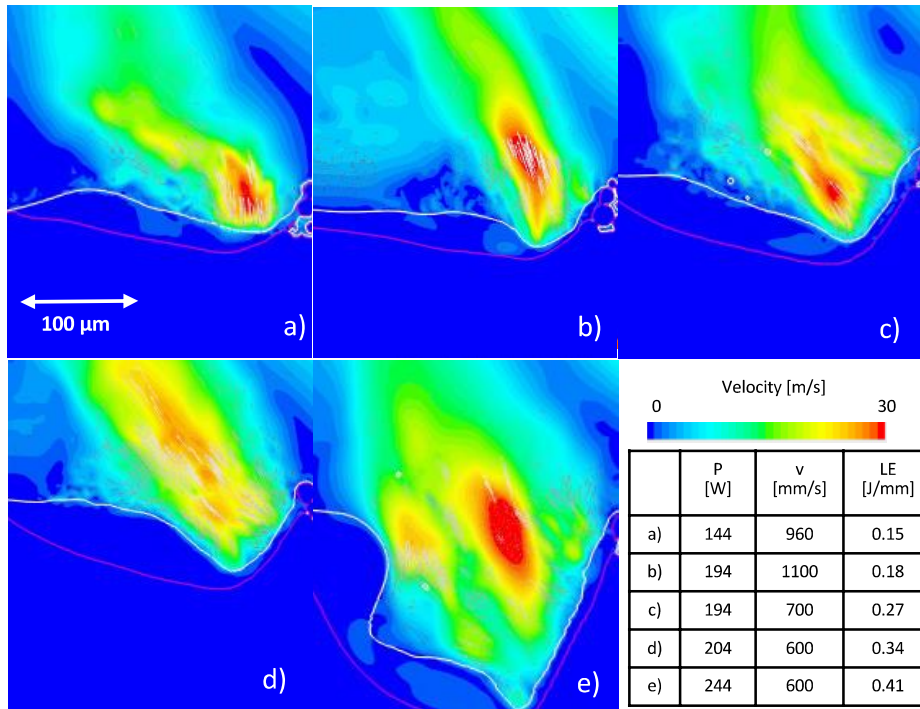 100 μm
a)
b)
c)
d)
e)
Velocity [m/s]
0 30
P v LE
[W] [mm/s] [J/mm]
a) 144 960 0.15
b) 194 1100 0.18
c) 194 700 0.27
d) 204 600 0.34
e) 244 600 0.41